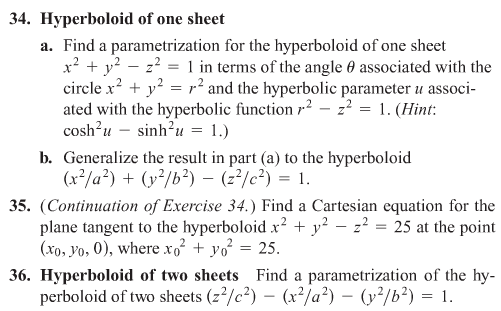 34. Hyperboloid of one sheet
a. Find a parametrization for the hyperboloid of one sheet
x² + y² − z² = 1 in terms of the angle θ associated with the
circle x² + y² = r² and the hyperbolic parameter u associ-
ated with the hyperbolic function r² − z² = 1. (Hint:
cosh²u − sinh²u = 1.)
b. Generalize the result in part (a) to the hyperboloid
(x²/a²) + (y²/b²) − (z²/c²) = 1.
35. (Continuation of Exercise 34.) Find a Cartesian equation for the
plane tangent to the hyperboloid x² + y² − z² = 25 at the point
(x₀, y₀, 0), where x₀² + y₀² = 25.
36. Hyperboloid of two sheets Find a parametrization of the hy-
perboloid of two sheets (z²/c²) − (x²/a²) − (y²/b²) = 1.